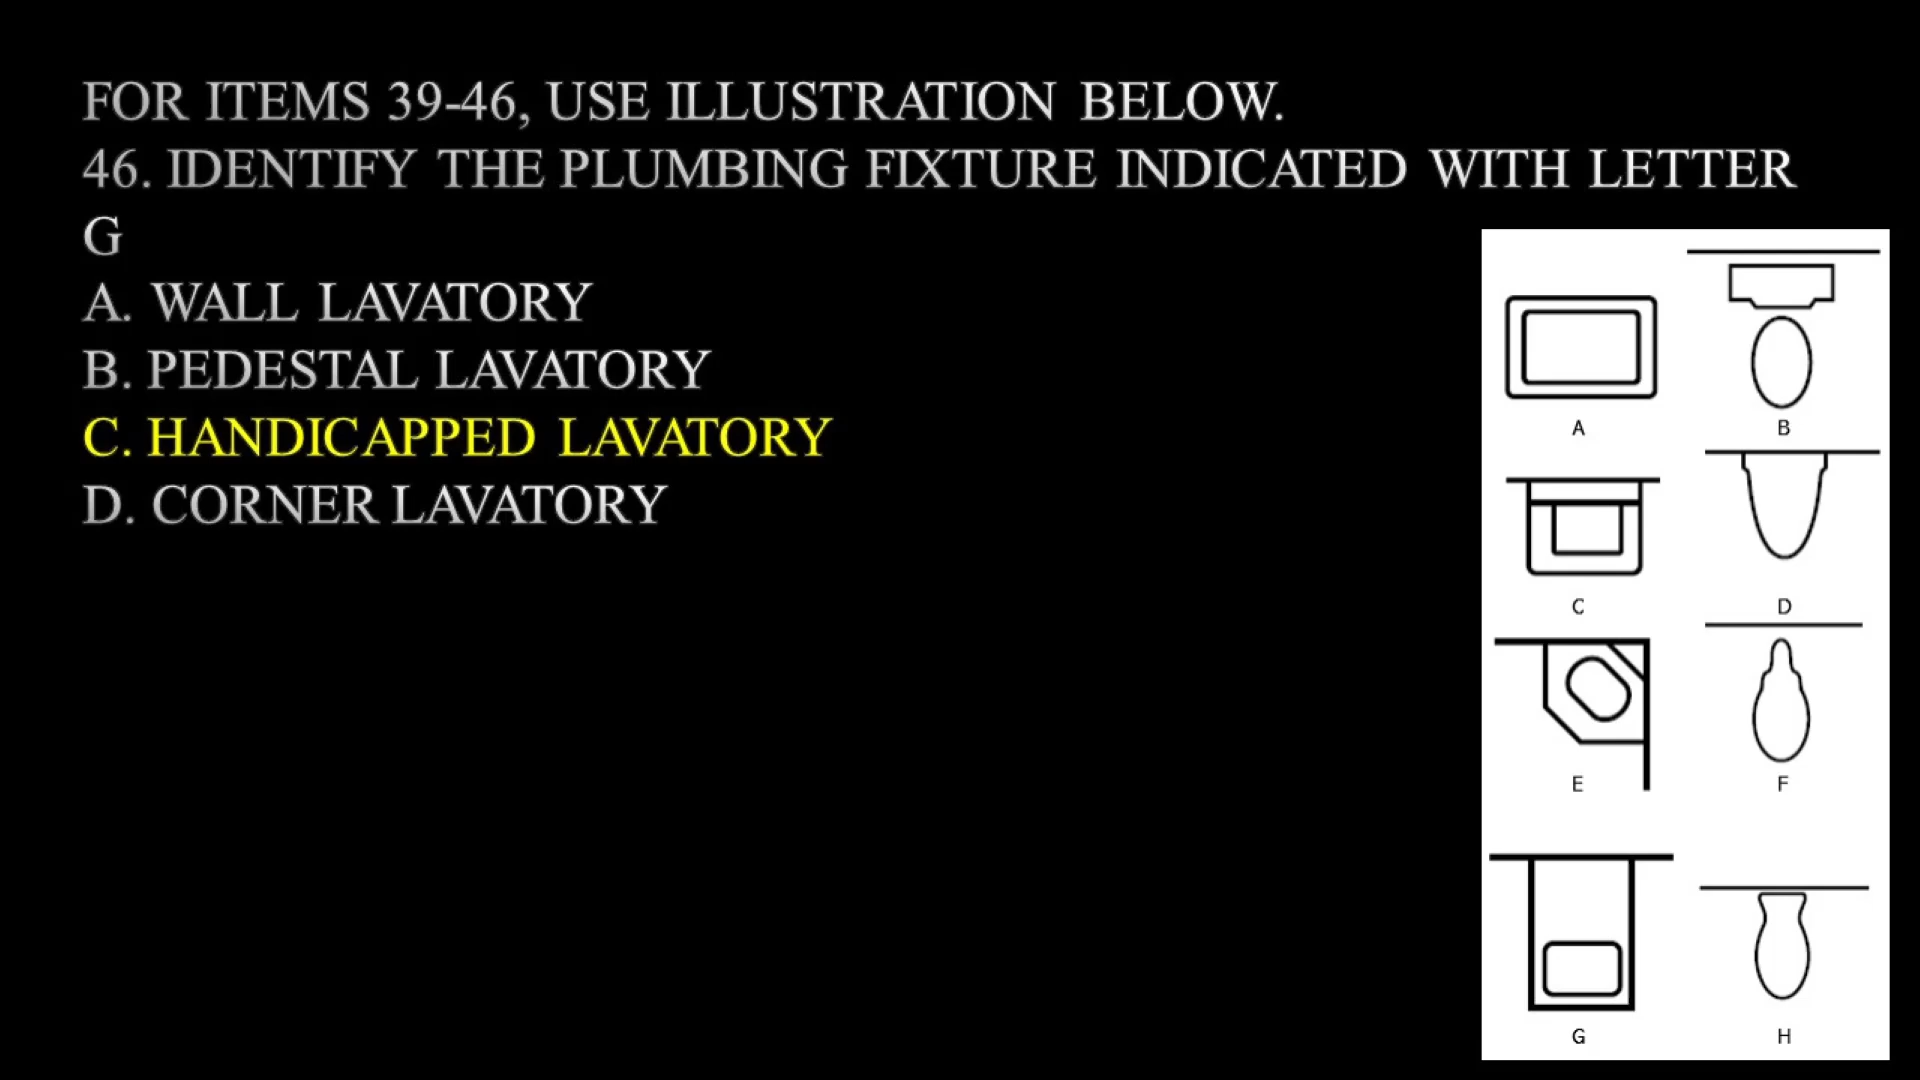 FOR ITEMS 39-46, USE ILLUSTRATION BELOW.
46. IDENTIFY THE PLUMBING FIXTURE INDICATED WITH LETTER
G
A. WALL LAVATORY
B. PEDESTAL LAVATORY
C. HANDICAPPED LAVATORY
D. CORNER LAVATORY
A
B
C
D
E
F
G
H